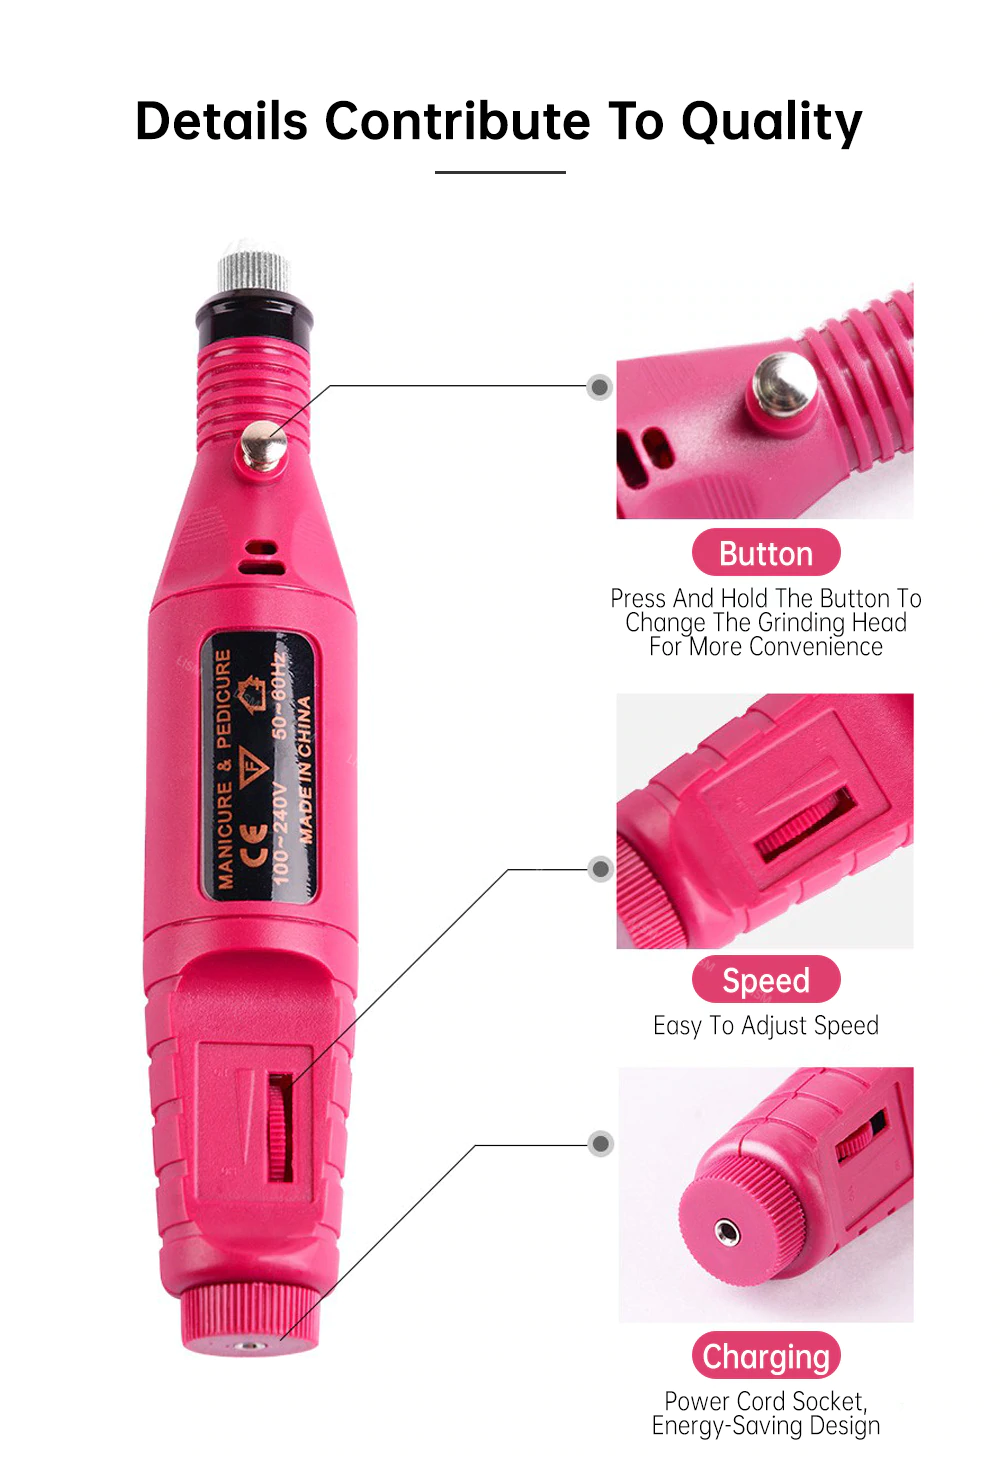 Details Contribute To Quality
MANICURE & PEDICURE
CE
F
100~240V 50~60Hz
MADE IN CHINA
Button
Press And Hold The Button To
Change The Grinding Head
For More Convenience
Speed
Easy To Adjust Speed
Charging
Power Cord Socket,
Energy-Saving Design
LISM